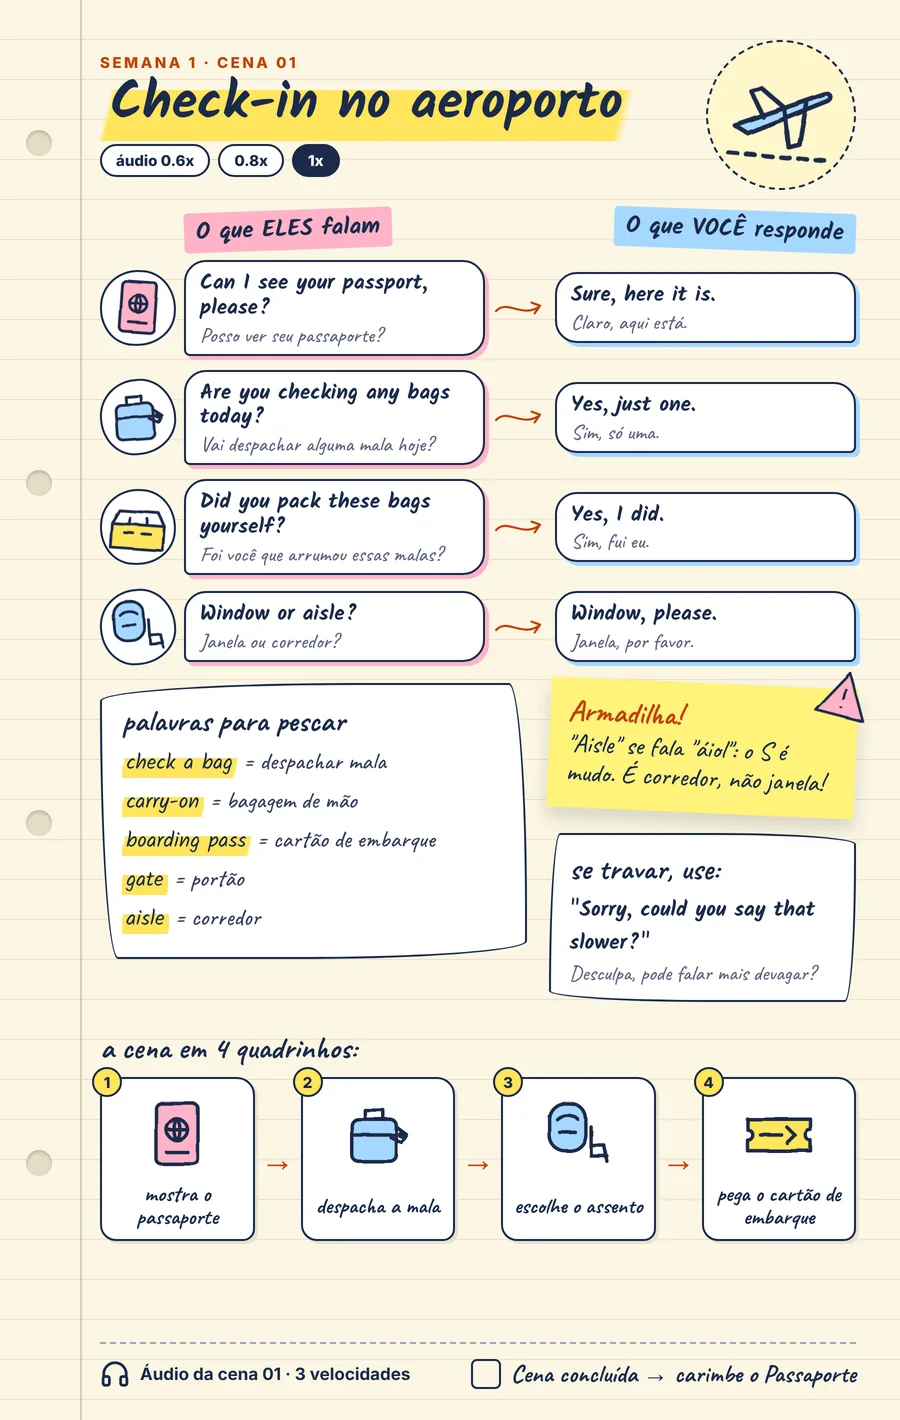 SEMANA 1 · CENA 01
Check-in no aeroporto
áudio 0.6x
0.8x
1x
O que ELES falam
O que VOCÊ responde
Can I see your passport,
please?
Posso ver seu passaporte?
Sure, here it is.
Claro, aqui está.
Are you checking any bags
today?
Vai despachar alguma mala hoje?
Yes, just one.
Sim, só uma.
Did you pack these bags
yourself?
Foi você que arrumou essas malas?
Yes, I did.
Sim, fui eu.
Window or aisle?
Janela ou corredor?
Window, please.
Janela, por favor.
palavras para pescar
check a bag = despachar mala
carry-on = bagagem de mão
boarding pass = cartão de embarque
gate = portão
aisle = corredor
!
Armadilha!
"Aisle" se fala "áiol": o S é
mudo. É corredor, não janela!
se travar, use:
"Sorry, could you say that
slower?"
Desculpa, pode falar mais devagar?
a cena em 4 quadrinhos:
1
mostra o
passaporte
→
2
despacha a mala
→
3
escolhe o assento
→
4
pega o cartão de
embarque
Áudio da cena 01 · 3 velocidades
Cena concluída → carimbe o Passaporte